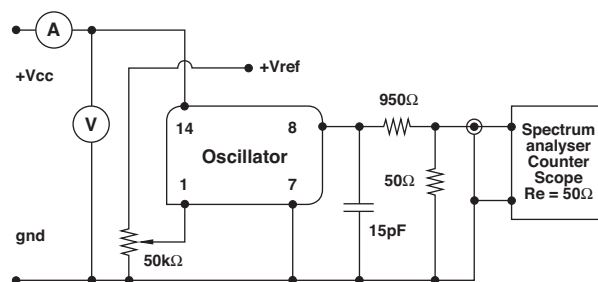 A
+Vcc
+Vref
V
14
8
Oscillator
1
7
950Ω
50Ω
15pF
50kΩ
gnd
Spectrum
analyser
Counter
Scope
Re = 50Ω